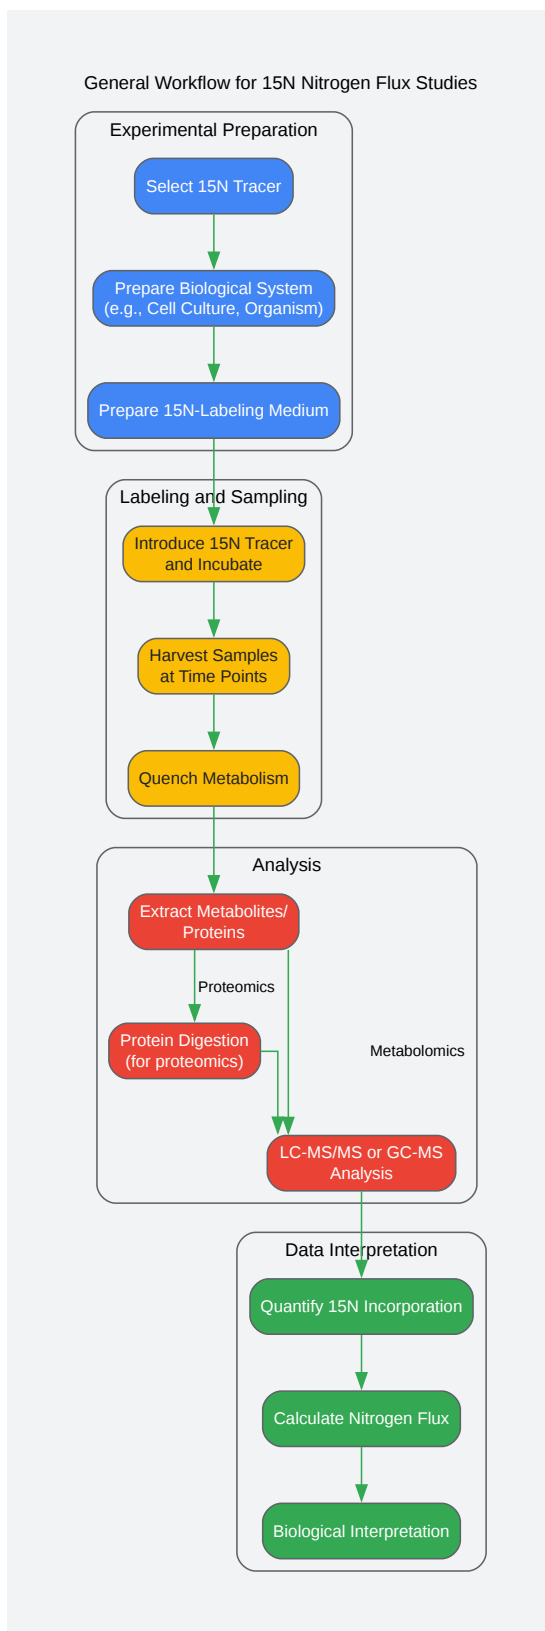 General Workflow for 15N Nitrogen Flux Studies
Experimental Preparation
Select 15N Tracer
Prepare Biological System
(e.g., Cell Culture, Organism)
Prepare 15N-Labeling Medium
Labeling and Sampling
Introduce 15N Tracer
and Incubate
Harvest Samples
at Time Points
Quench Metabolism
Analysis
Extract Metabolites/
Proteins
Proteomics
Protein Digestion
(for proteomics)
Metabolomics
LC-MS/MS or GC-MS
Analysis
Data Interpretation
Quantify 15N Incorporation
Calculate Nitrogen Flux
Biological Interpretation